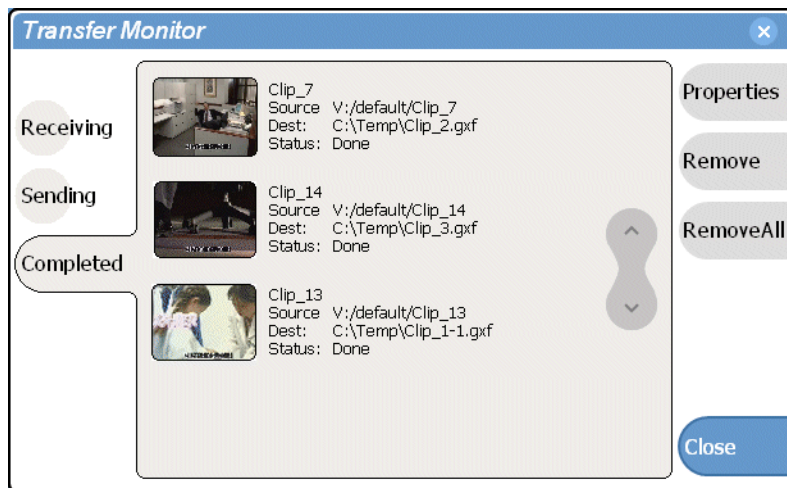 Transfer Monitor
Receiving
Sending
Completed
Clip_7
Source V:/default/Clip_7
Dest: C:\Temp\Clip_2.gxf
Status: Done
Clip_14
Source V:/default/Clip_14
Dest: C:\Temp\Clip_3.gxf
Status: Done
Clip_13
Source V:/default/Clip_13
Dest: C:\Temp\Clip_1-1.gxf
Status: Done
Properties
Remove
RemoveAll
Close